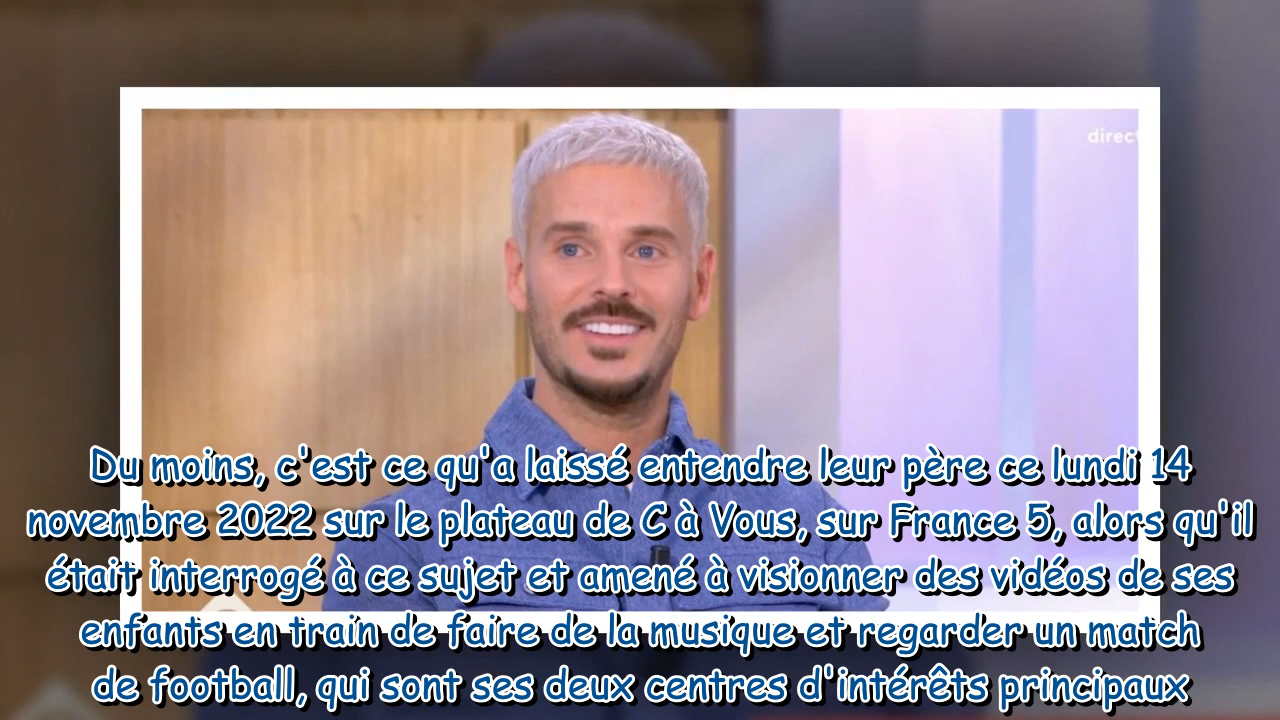 direct
Du moins, c'est ce qu'a laissé entendre leur père ce lundi 14
novembre 2022 sur le plateau de C à Vous, sur France 5, alors qu'il
était interrogé à ce sujet et amené à visionner des vidéos de ses
enfants en train de faire de la musique et regarder un match
de football, qui sont ses deux centres d'intérêts principaux